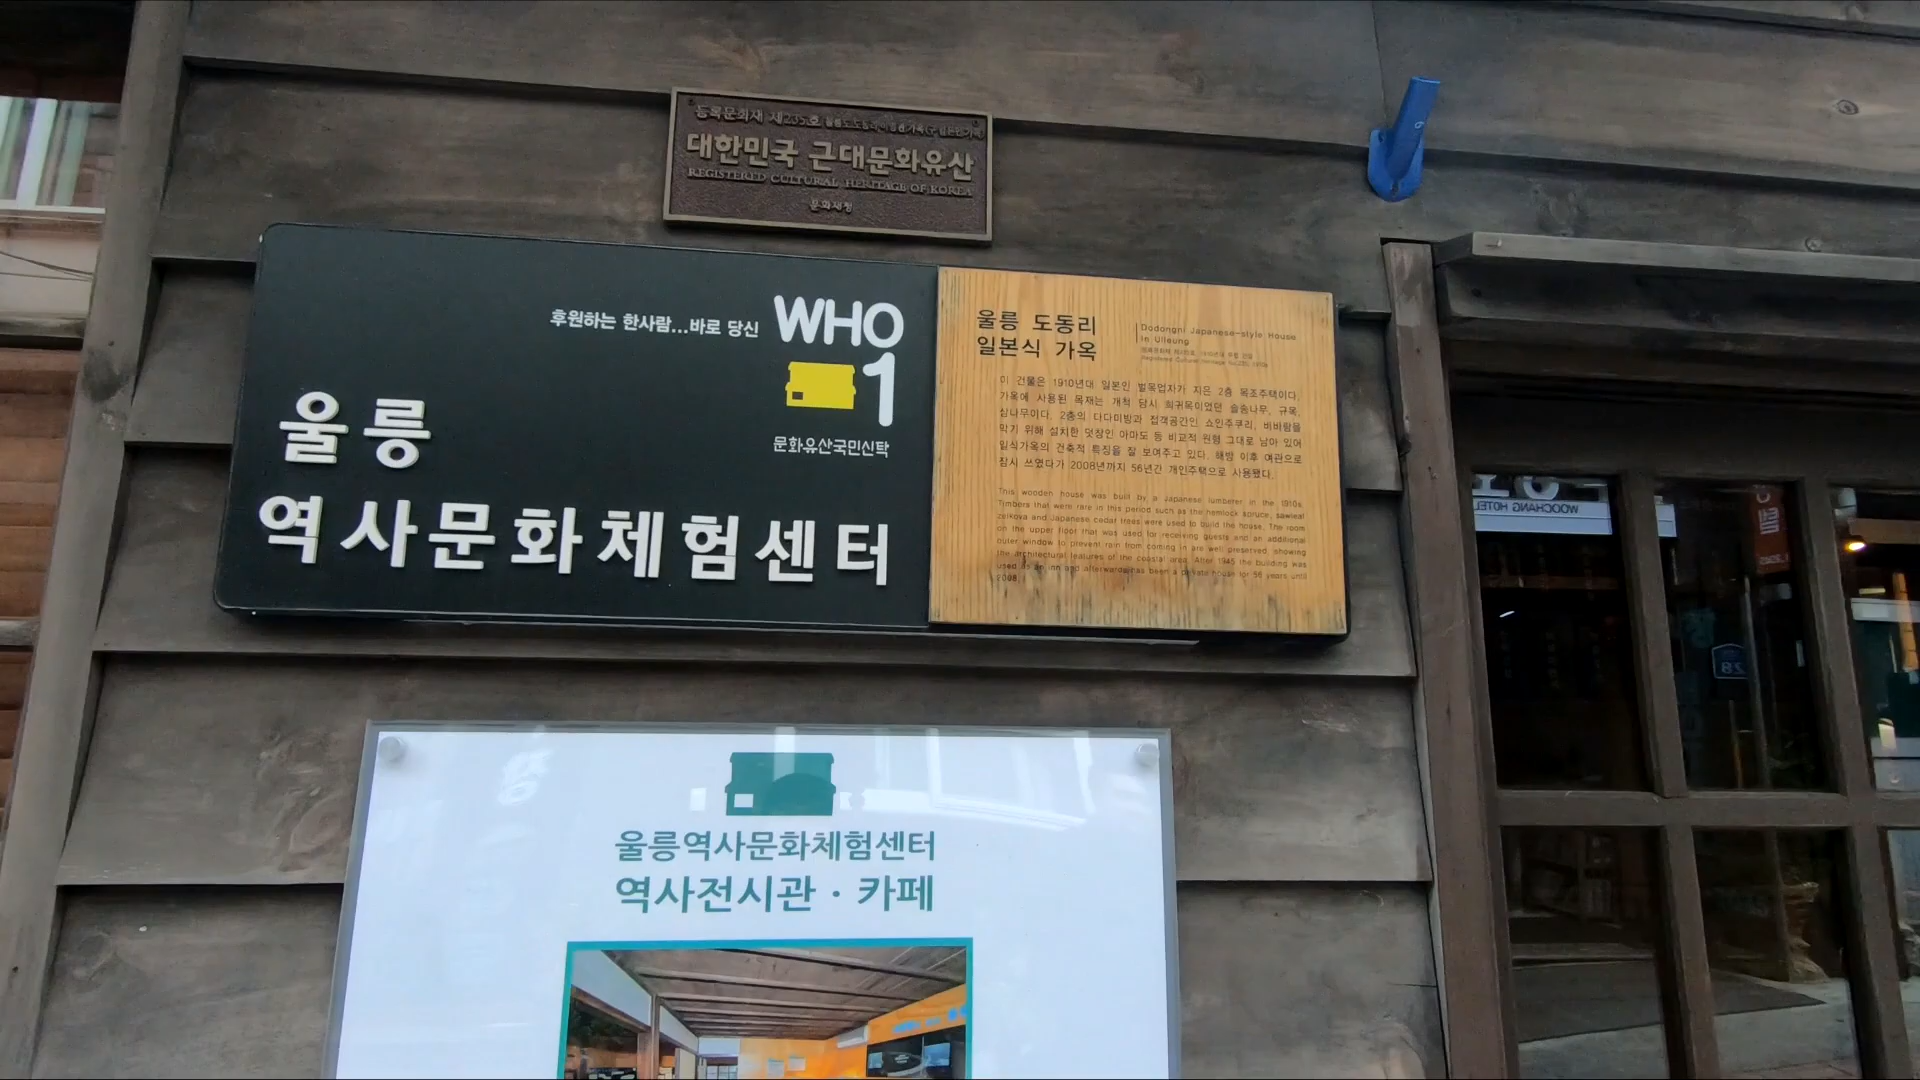 등록문화재 제235호
대한민국 근대문화유산
REGISTERED CULTURAL HERITAGE OF KOREA
문화재청
후원하는 한사람...바로 당신
WHO
1
문화유산국민신탁
울릉
역사문화체험센터
울릉 도동리
일본식 가옥
Dodongni Japanese-style House
in Ulleung
이 건물은 1910년대 일본인 벌목업자가 지은 2층 목조주택이다.
가옥에 사용된 목재는 개척 당시 희귀목이었던 솔송나무, 규목,
삼나무이다. 2층의 다다미방과 접객공간인 쇼인주쿠리, 비바람을
막기 위해 설치한 덧창인 아마도 등 비교적 원형 그대로 남아 있어
일식가옥의 건축적 특징을 잘 보여주고 있다. 해방 이후 여관으로
잠시 쓰였다가 2008년까지 56년간 개인주택으로 사용됐다.
This wooden house was built by a Japanese lumberer in the 1910s.
Timbers that were rare in this period such as the hemlock spruce, sawleaf
zelkova and Japanese cedar trees were used to build the house. The room
on the upper floor that was used for receiving guests and an additional
outer window to prevent rain from coming in are well preserved, showing
the architectural features of the coastal area. After 1945 the building was
used as an inn and afterwards has been a private house for 56 years until
2008.
울릉역사문화체험센터
역사전시관 · 카페
WOOCHANG HOTEL